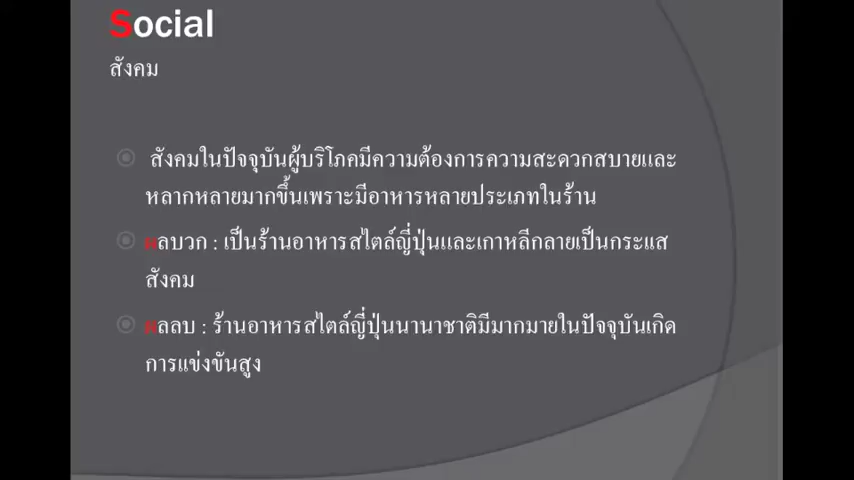 Social
สังคม
สังคมในปัจจุบันผู้บริโภคมีความต้องการความสะดวกสบายและ
หลากหลายมากขึ้นเพราะมีอาหารหลายประเภทในร้าน
ผลบวก : เป็นร้านอาหารสไตล์ญี่ปุ่นและเกาหลีกลายเป็นกระแส
สังคม
ผลลบ : ร้านอาหารสไตล์ญี่ปุ่นนานาชาติมีมากมายในปัจจุบันเกิด
การแข่งขันสูง